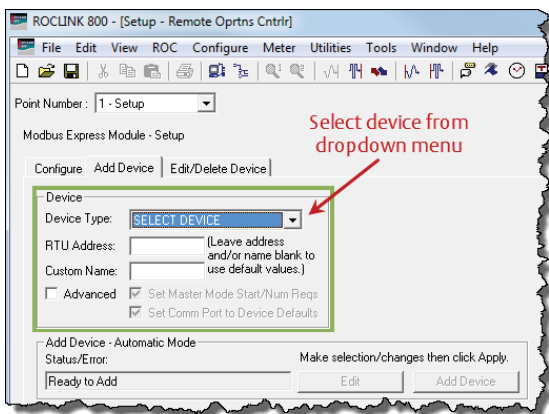 ROCLINK 800 - [Setup - Remote Oprtns Cntrlr]
File Edit View ROC Configure Meter Utilities Tools Window Help
Point Number : 1 - Setup
Select device from
dropdown menu
Modbus Express Module - Setup
Configure Add Device Edit/Delete Device
Device
Device Type: SELECT DEVICE
RTU Address: (Leave address
and/or name blank to
Custom Name: use default values.)
Advanced Set Master Mode Start/Num Reqs
Set Comm Port to Device Defaults
Add Device - Automatic Mode
Status/Error: Make selection/changes then click Apply.
Ready to Add Edit Add Device